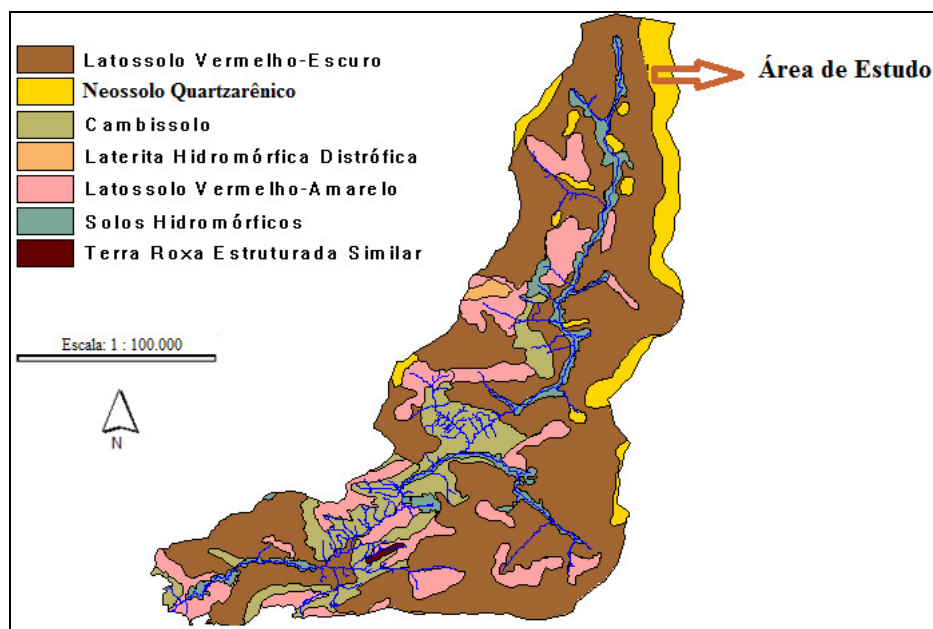 Latossolo Vermelho-Escuro
Neossolo Quartzarênico
Cambissolo
Laterita Hidromórfica Distrófica
Latossolo Vermelho-Amarelo
Solos Hidromórficos
Terra Roxa Estruturada Similar
Área de Estudo
Escala: 1 : 100.000
N